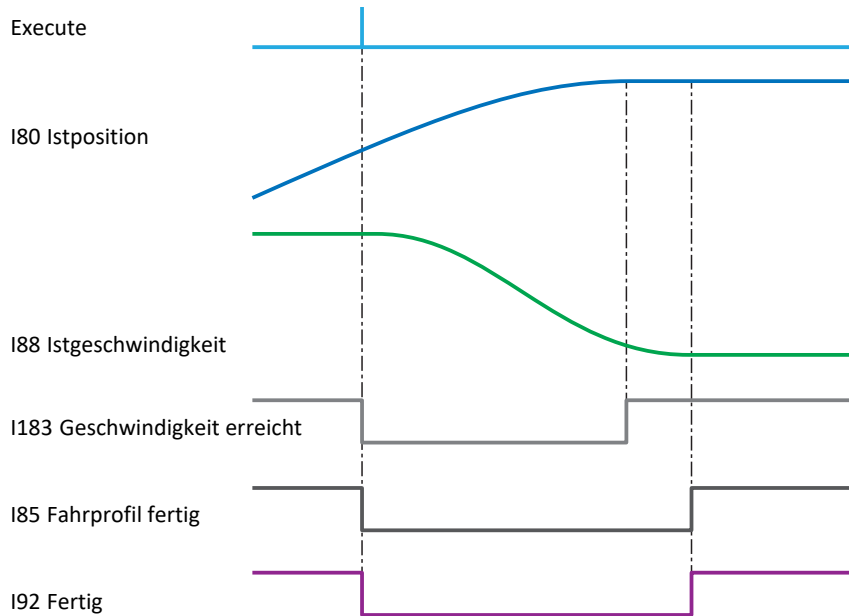 Execute
I80 Istposition
I88 Istgeschwindigkeit
I183 Geschwindigkeit erreicht
I85 Fahrprofil fertig
I92 Fertig